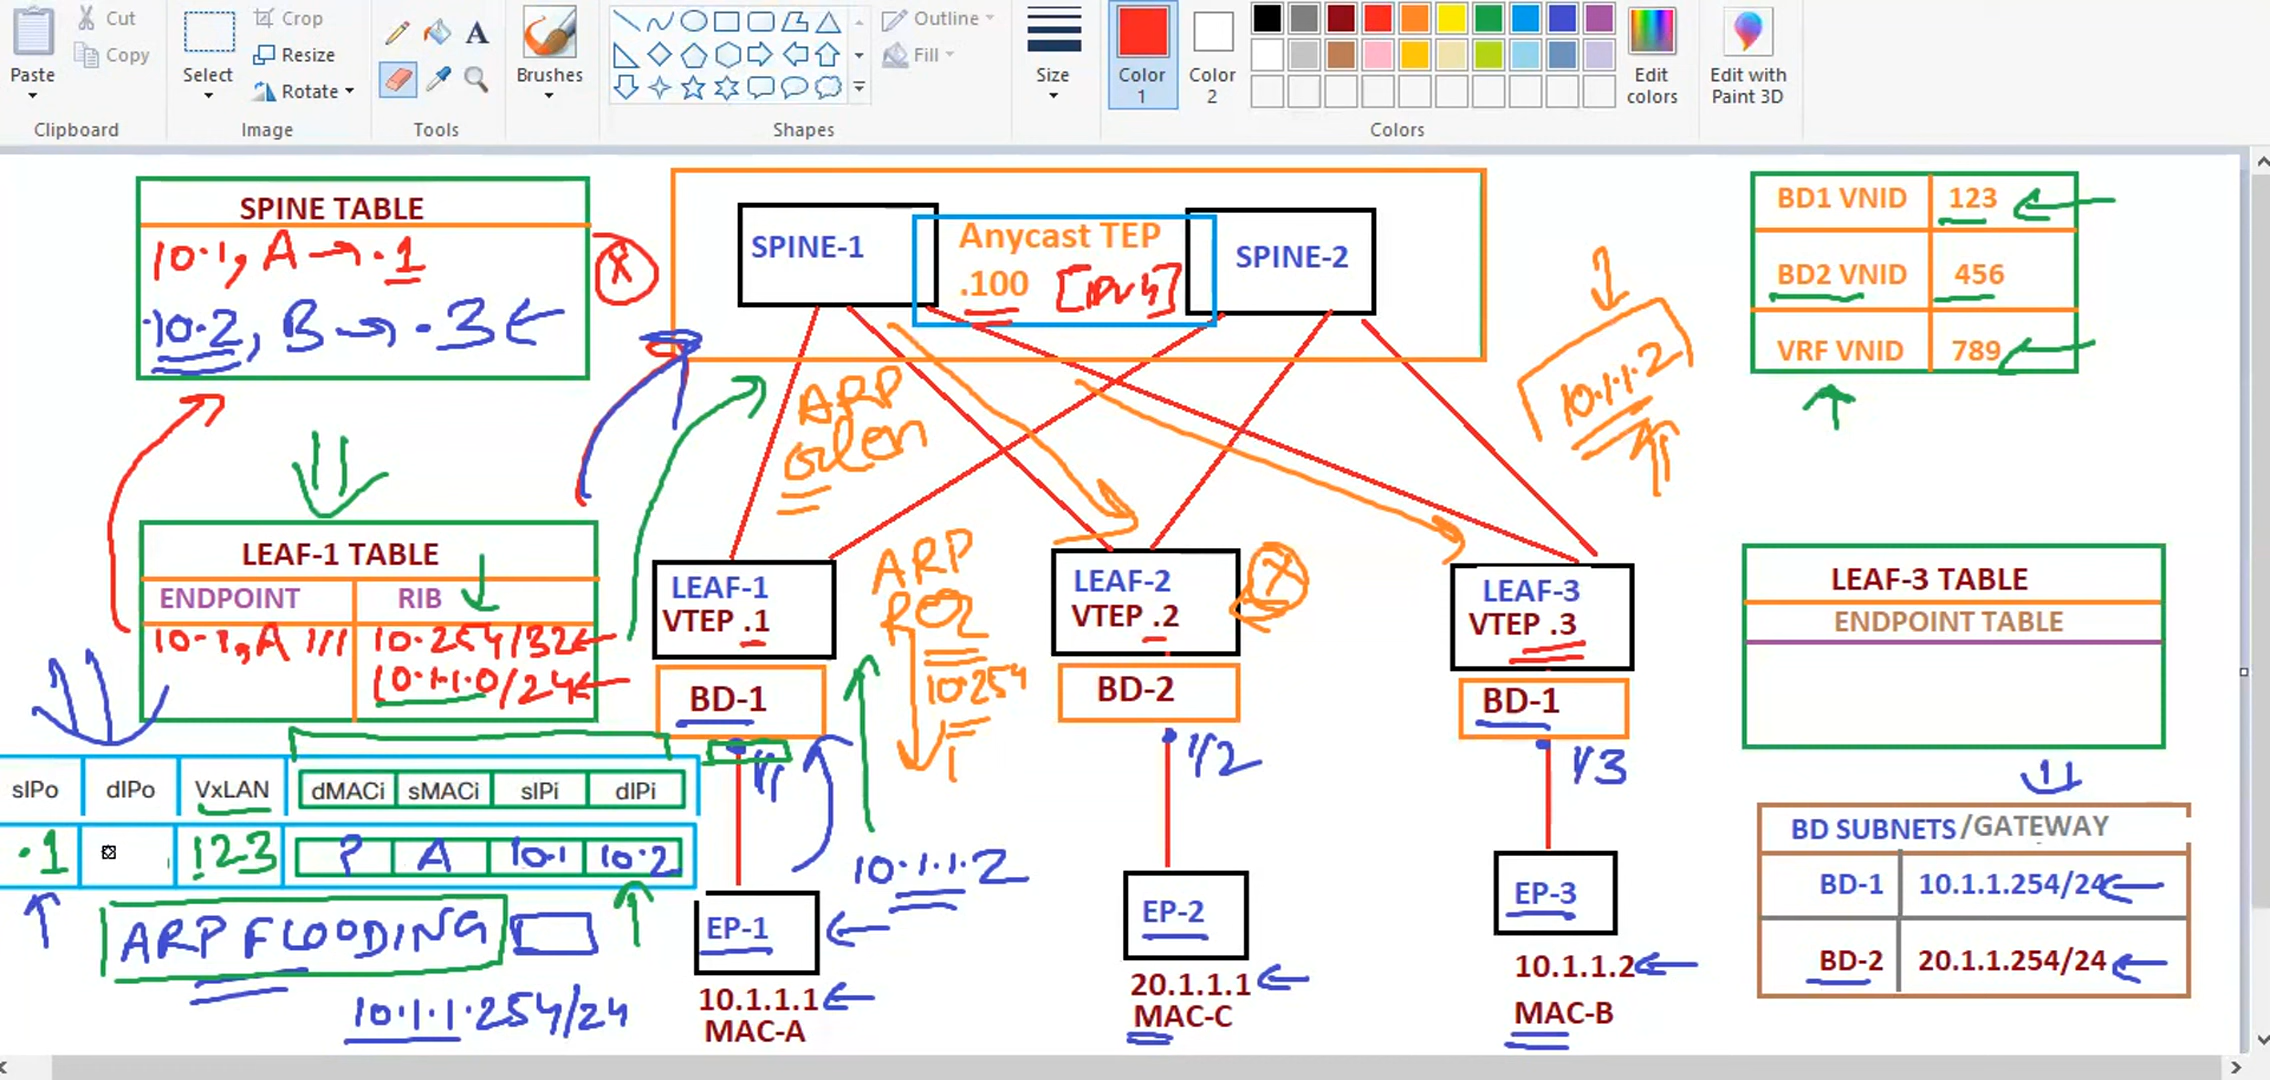 Paste
Cut
Copy
Clipboard
Select
Crop
Resize
Rotate
Image
A
Tools
Brushes
Shapes
Outline
Fill
Size
Color
1
Color
2
Colors
Edit
colors
Edit with
Paint 3D
SPINE TABLE
10.1, A → .1
10.2, B → .3
SPINE-1
Anycast TEP
.100
SPINE-2
BD1 VNID 123
BD2 VNID 456
VRF VNID 789
10.1.1.2
ARP
Glen
LEAF-1 TABLE
ENDPOINT RIB
10.1, A 1/1 10.254/32
10.1.1.0/24
LEAF-1
VTEP .1
BD-1
1/1
ARP
REQ
10.254
LEAF-2
VTEP .2
BD-2
1/2
LEAF-3
VTEP .3
BD-1
1/3
LEAF-3 TABLE
ENDPOINT TABLE
sIPo dIPo VxLAN dMACi sMACi sIPi dIPi
.1 123 ? A 10.1 10.2
ARP FLOODING
10.1.1.254/24
10.1.1.2
EP-1
10.1.1.1
MAC-A
EP-2
20.1.1.1
MAC-C
EP-3
10.1.1.2
MAC-B
BD SUBNETS/GATEWAY
BD-1 10.1.1.254/24
BD-2 20.1.1.254/24